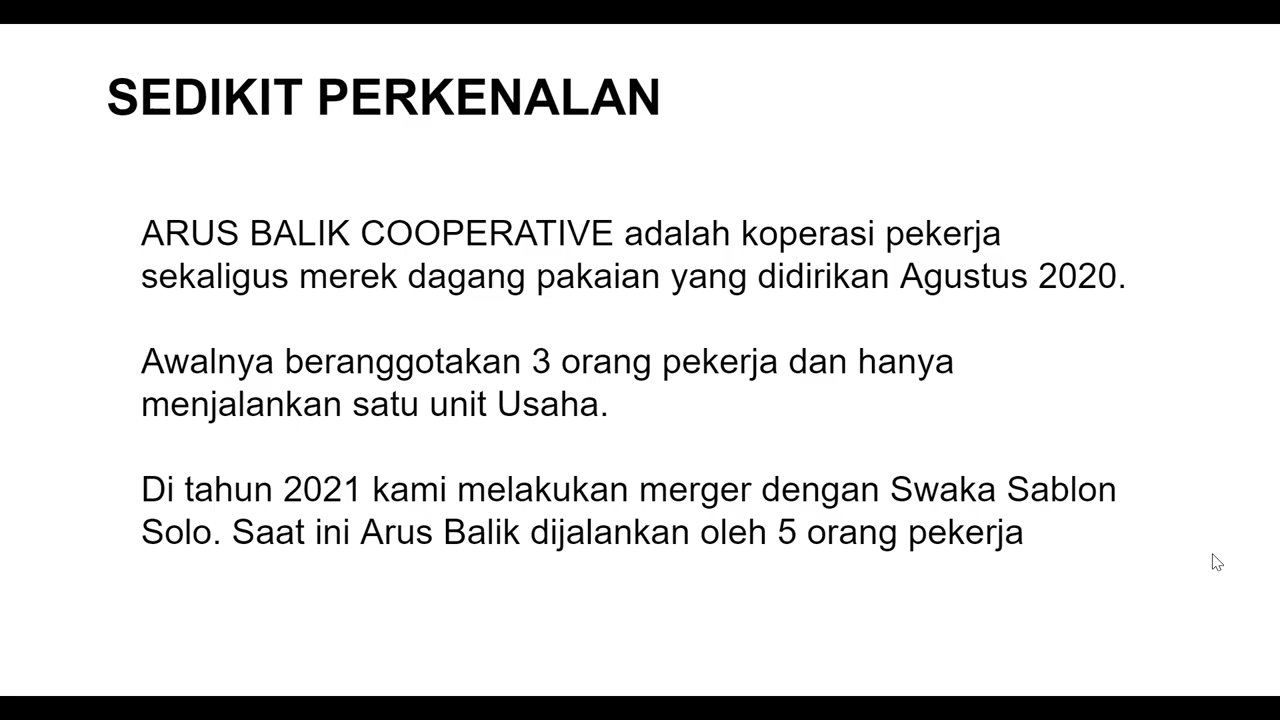 SEDIKIT PERKENALAN
ARUS BALIK COOPERATIVE adalah koperasi pekerja
sekaligus merek dagang pakaian yang didirikan Agustus 2020.
Awalnya beranggotakan 3 orang pekerja dan hanya
menjalankan satu unit Usaha.
Di tahun 2021 kami melakukan merger dengan Swaka Sablon
Solo. Saat ini Arus Balik dijalankan oleh 5 orang pekerja